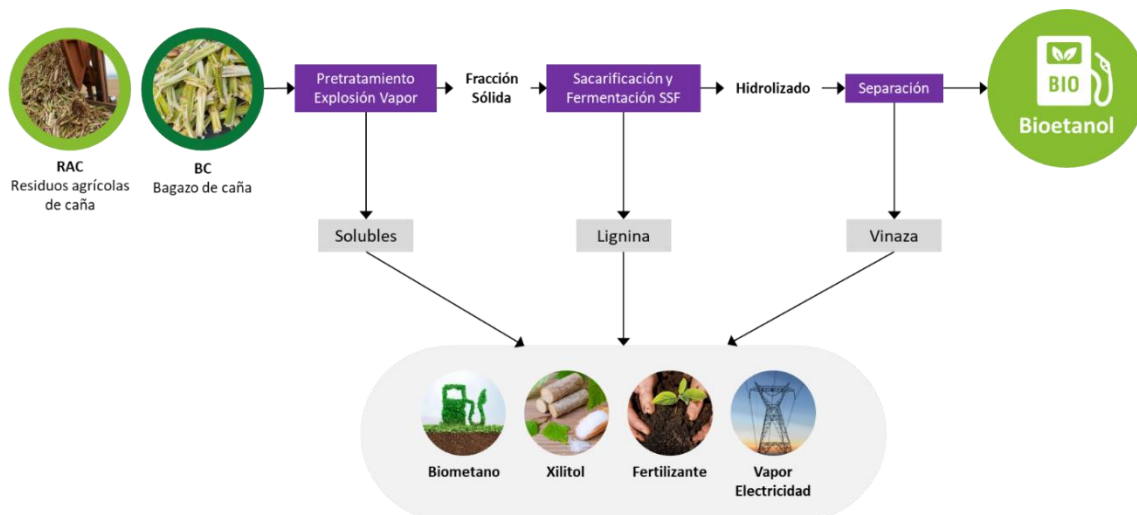 RAC
Residuos agrícolas
de caña
BC
Bagazo de caña
Pretratamiento
Explosión Vapor
Fracción
Sólida
Sacarificación y
Fermentación SSF
Hidrolizado
Separación
BIO
Bioetanol
Solubles
Lignina
Vinaza
Biometano
Xilitol
Fertilizante
Vapor
Electricidad